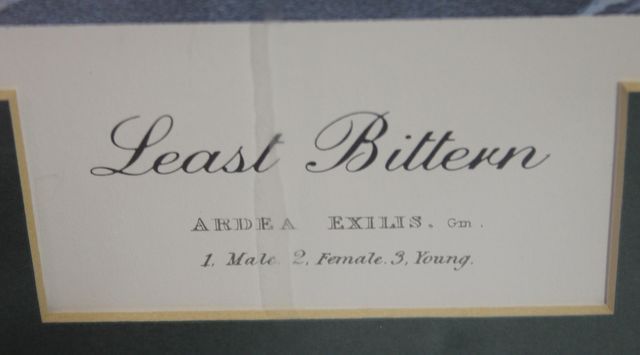 Least Bittern
ARDEA EXILIS. Gm.
1, Male 2, Female. 3, Young.